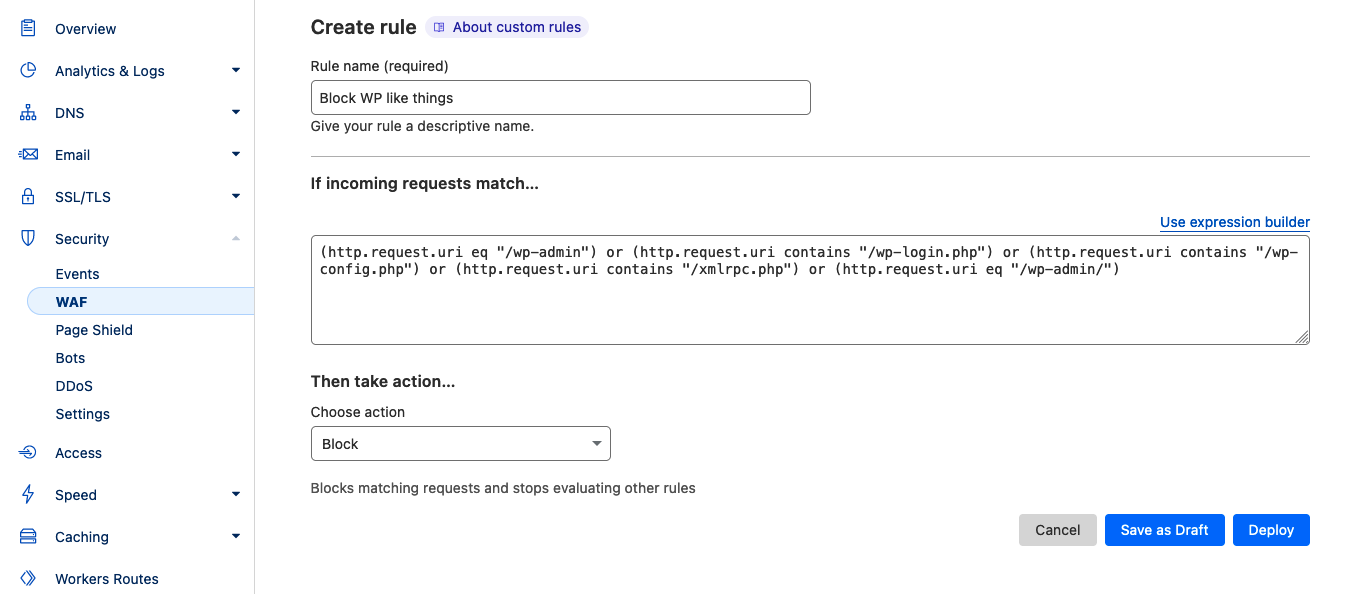 Overview
Analytics & Logs
DNS
Email
SSL/TLS
Security
Events
WAF
Page Shield
Bots
DDoS
Settings
Access
Speed
Caching
Workers Routes
Create rule
About custom rules
Rule name (required)
Block WP like things
Give your rule a descriptive name.
If incoming requests match...
Use expression builder
(http.request.uri eq "/wp-admin") or (http.request.uri contains "/wp-login.php") or (http.request.uri contains "/wp-
config.php") or (http.request.uri contains "/xmlrpc.php") or (http.request.uri eq "/wp-admin/")
Then take action...
Choose action
Block
Blocks matching requests and stops evaluating other rules
Cancel
Save as Draft
Deploy